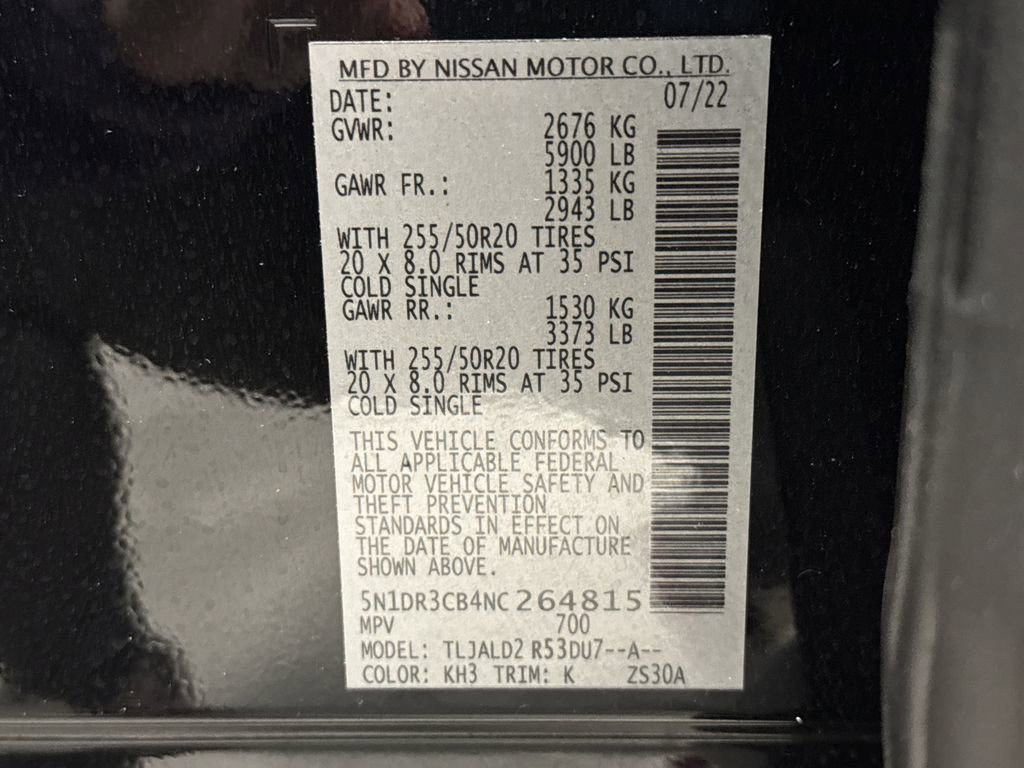 MFD BY NISSAN MOTOR CO., LTD.
DATE: 07/22
GVWR: 2676 KG
5900 LB
GAWR FR.: 1335 KG
2943 LB
WITH 255/50R20 TIRES
20 X 8.0 RIMS AT 35 PSI
COLD SINGLE
GAWR RR.: 1530 KG
3373 LB
WITH 255/50R20 TIRES
20 X 8.0 RIMS AT 35 PSI
COLD SINGLE
THIS VEHICLE CONFORMS TO
ALL APPLICABLE FEDERAL
MOTOR VEHICLE SAFETY AND
THEFT PREVENTION
STANDARDS IN EFFECT ON
THE DATE OF MANUFACTURE
SHOWN ABOVE.
5N1DR3CB4NC264815
MPV 700
MODEL: TLJALD2 R53DU7--A--
COLOR: KH3 TRIM: K ZS30A